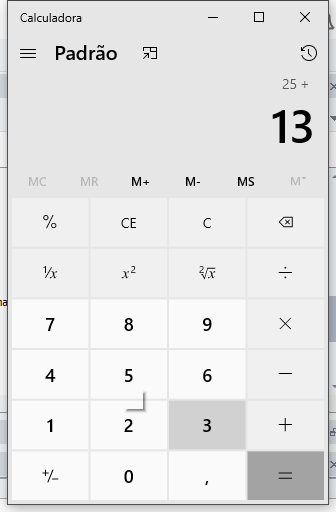 Calculadora
Padrão
25 +
13
MC MR M+ M- MS M˅
% CE C
¹/x x² ²√x ÷
7 8 9 ×
4 5 6 −
1 2 3 +
+/− 0 , =